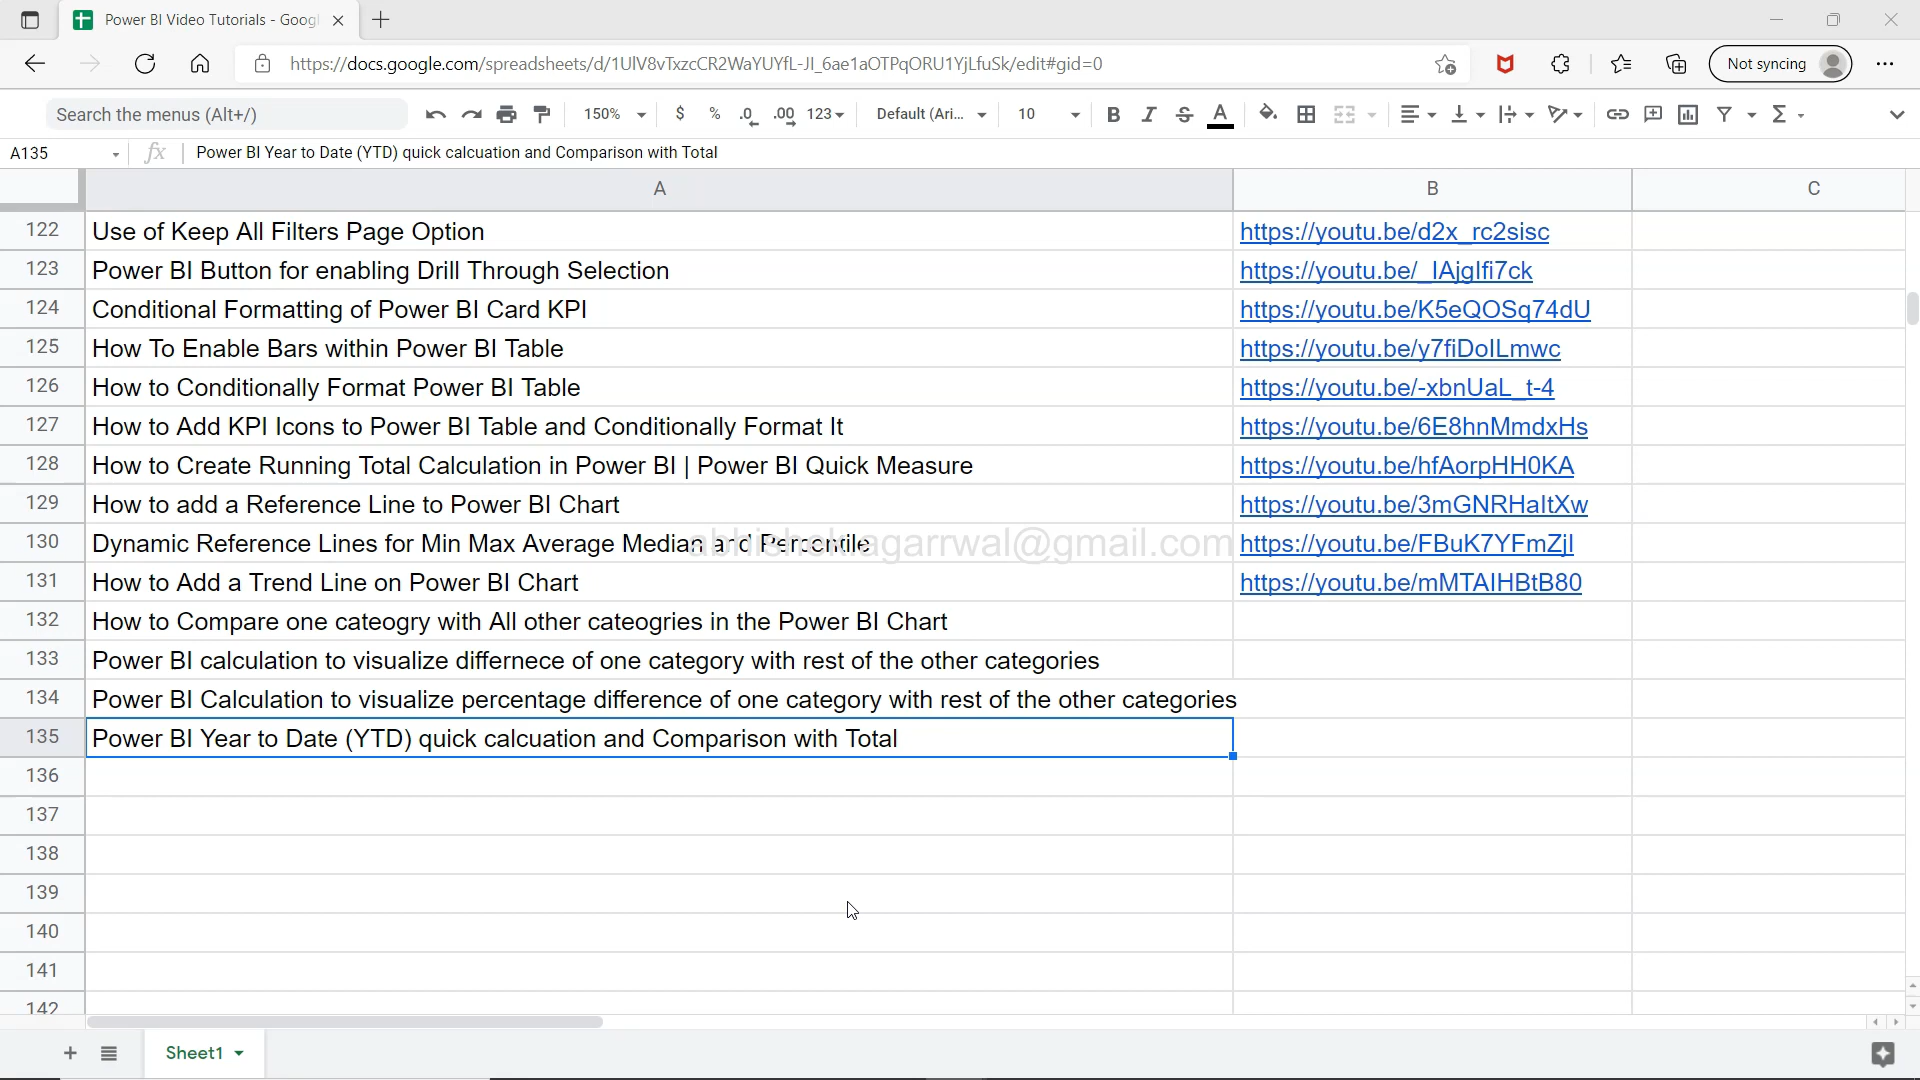 Power BI Video Tutorials - Goog
https://docs.google.com/spreadsheets/d/1UlV8vTxzcCR2WaYUYfL-JI_6ae1aOTPqORU1YjLfuSk/edit#gid=0
Not syncing
Search the menus (Alt+/)
150% $ % .0 .00 123 Default (Ari... 10 B I S A
A135 fx Power BI Year to Date (YTD) quick calcuation and Comparison with Total
A B C
122 Use of Keep All Filters Page Option https://youtu.be/d2x_rc2sisc
123 Power BI Button for enabling Drill Through Selection https://youtu.be/_IAjgIfi7ck
124 Conditional Formatting of Power BI Card KPI https://youtu.be/K5eQOSq74dU
125 How To Enable Bars within Power BI Table https://youtu.be/y7fiDoILmwc
126 How to Conditionally Format Power BI Table https://youtu.be/-xbnUaL_t-4
127 How to Add KPI Icons to Power BI Table and Conditionally Format It https://youtu.be/6E8hnMmdxHs
128 How to Create Running Total Calculation in Power BI | Power BI Quick Measure https://youtu.be/hfAorpHH0KA
129 How to add a Reference Line to Power BI Chart https://youtu.be/3mGNRHaItXw
130 Dynamic Reference Lines for Min Max Average Median and Percentile https://youtu.be/FBuK7YFmZjI
131 How to Add a Trend Line on Power BI Chart https://youtu.be/mMTAIHBtB80
132 How to Compare one cateogry with All other cateogries in the Power BI Chart
133 Power BI calculation to visualize differnece of one category with rest of the other categories
134 Power BI Calculation to visualize percentage difference of one category with rest of the other categories
135 Power BI Year to Date (YTD) quick calcuation and Comparison with Total
136
137
138
139
140
141
142
Sheet1